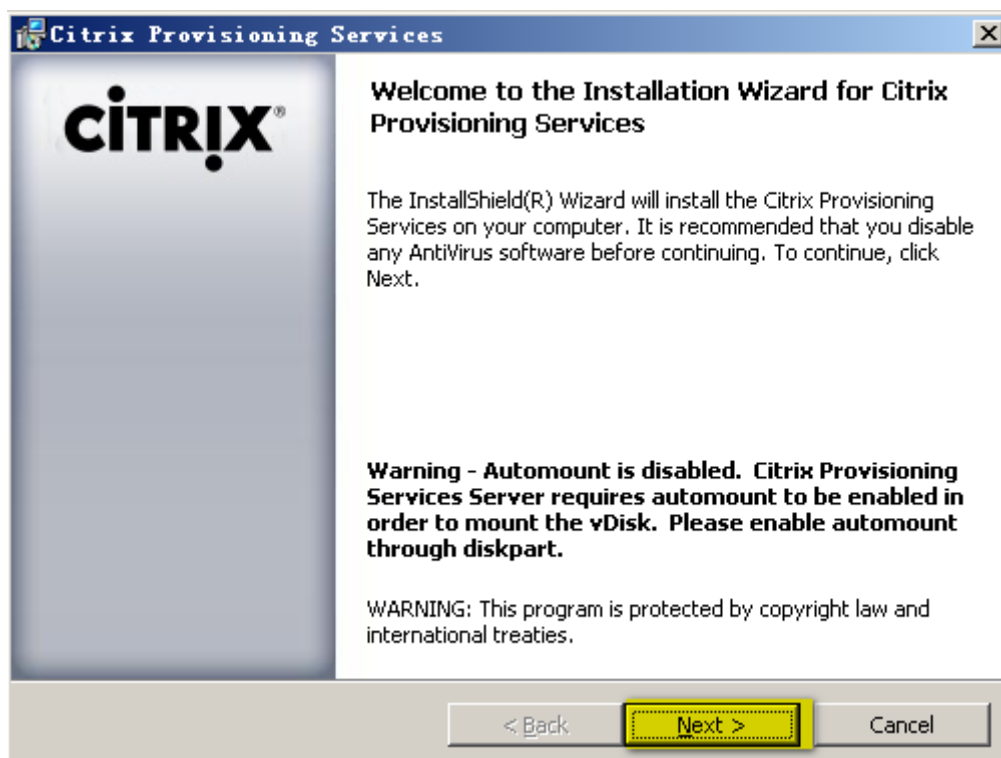 Citrix Provisioning Services
CITRIX®
Welcome to the Installation Wizard for Citrix
Provisioning Services
The InstallShield(R) Wizard will install the Citrix Provisioning
Services on your computer. It is recommended that you disable
any AntiVirus software before continuing. To continue, click
Next.
Warning - Automount is disabled.  Citrix Provisioning
Services Server requires automount to be enabled in
order to mount the vDisk.  Please enable automount
through diskpart.
WARNING: This program is protected by copyright law and
international treaties.
< Back
Next >
Cancel